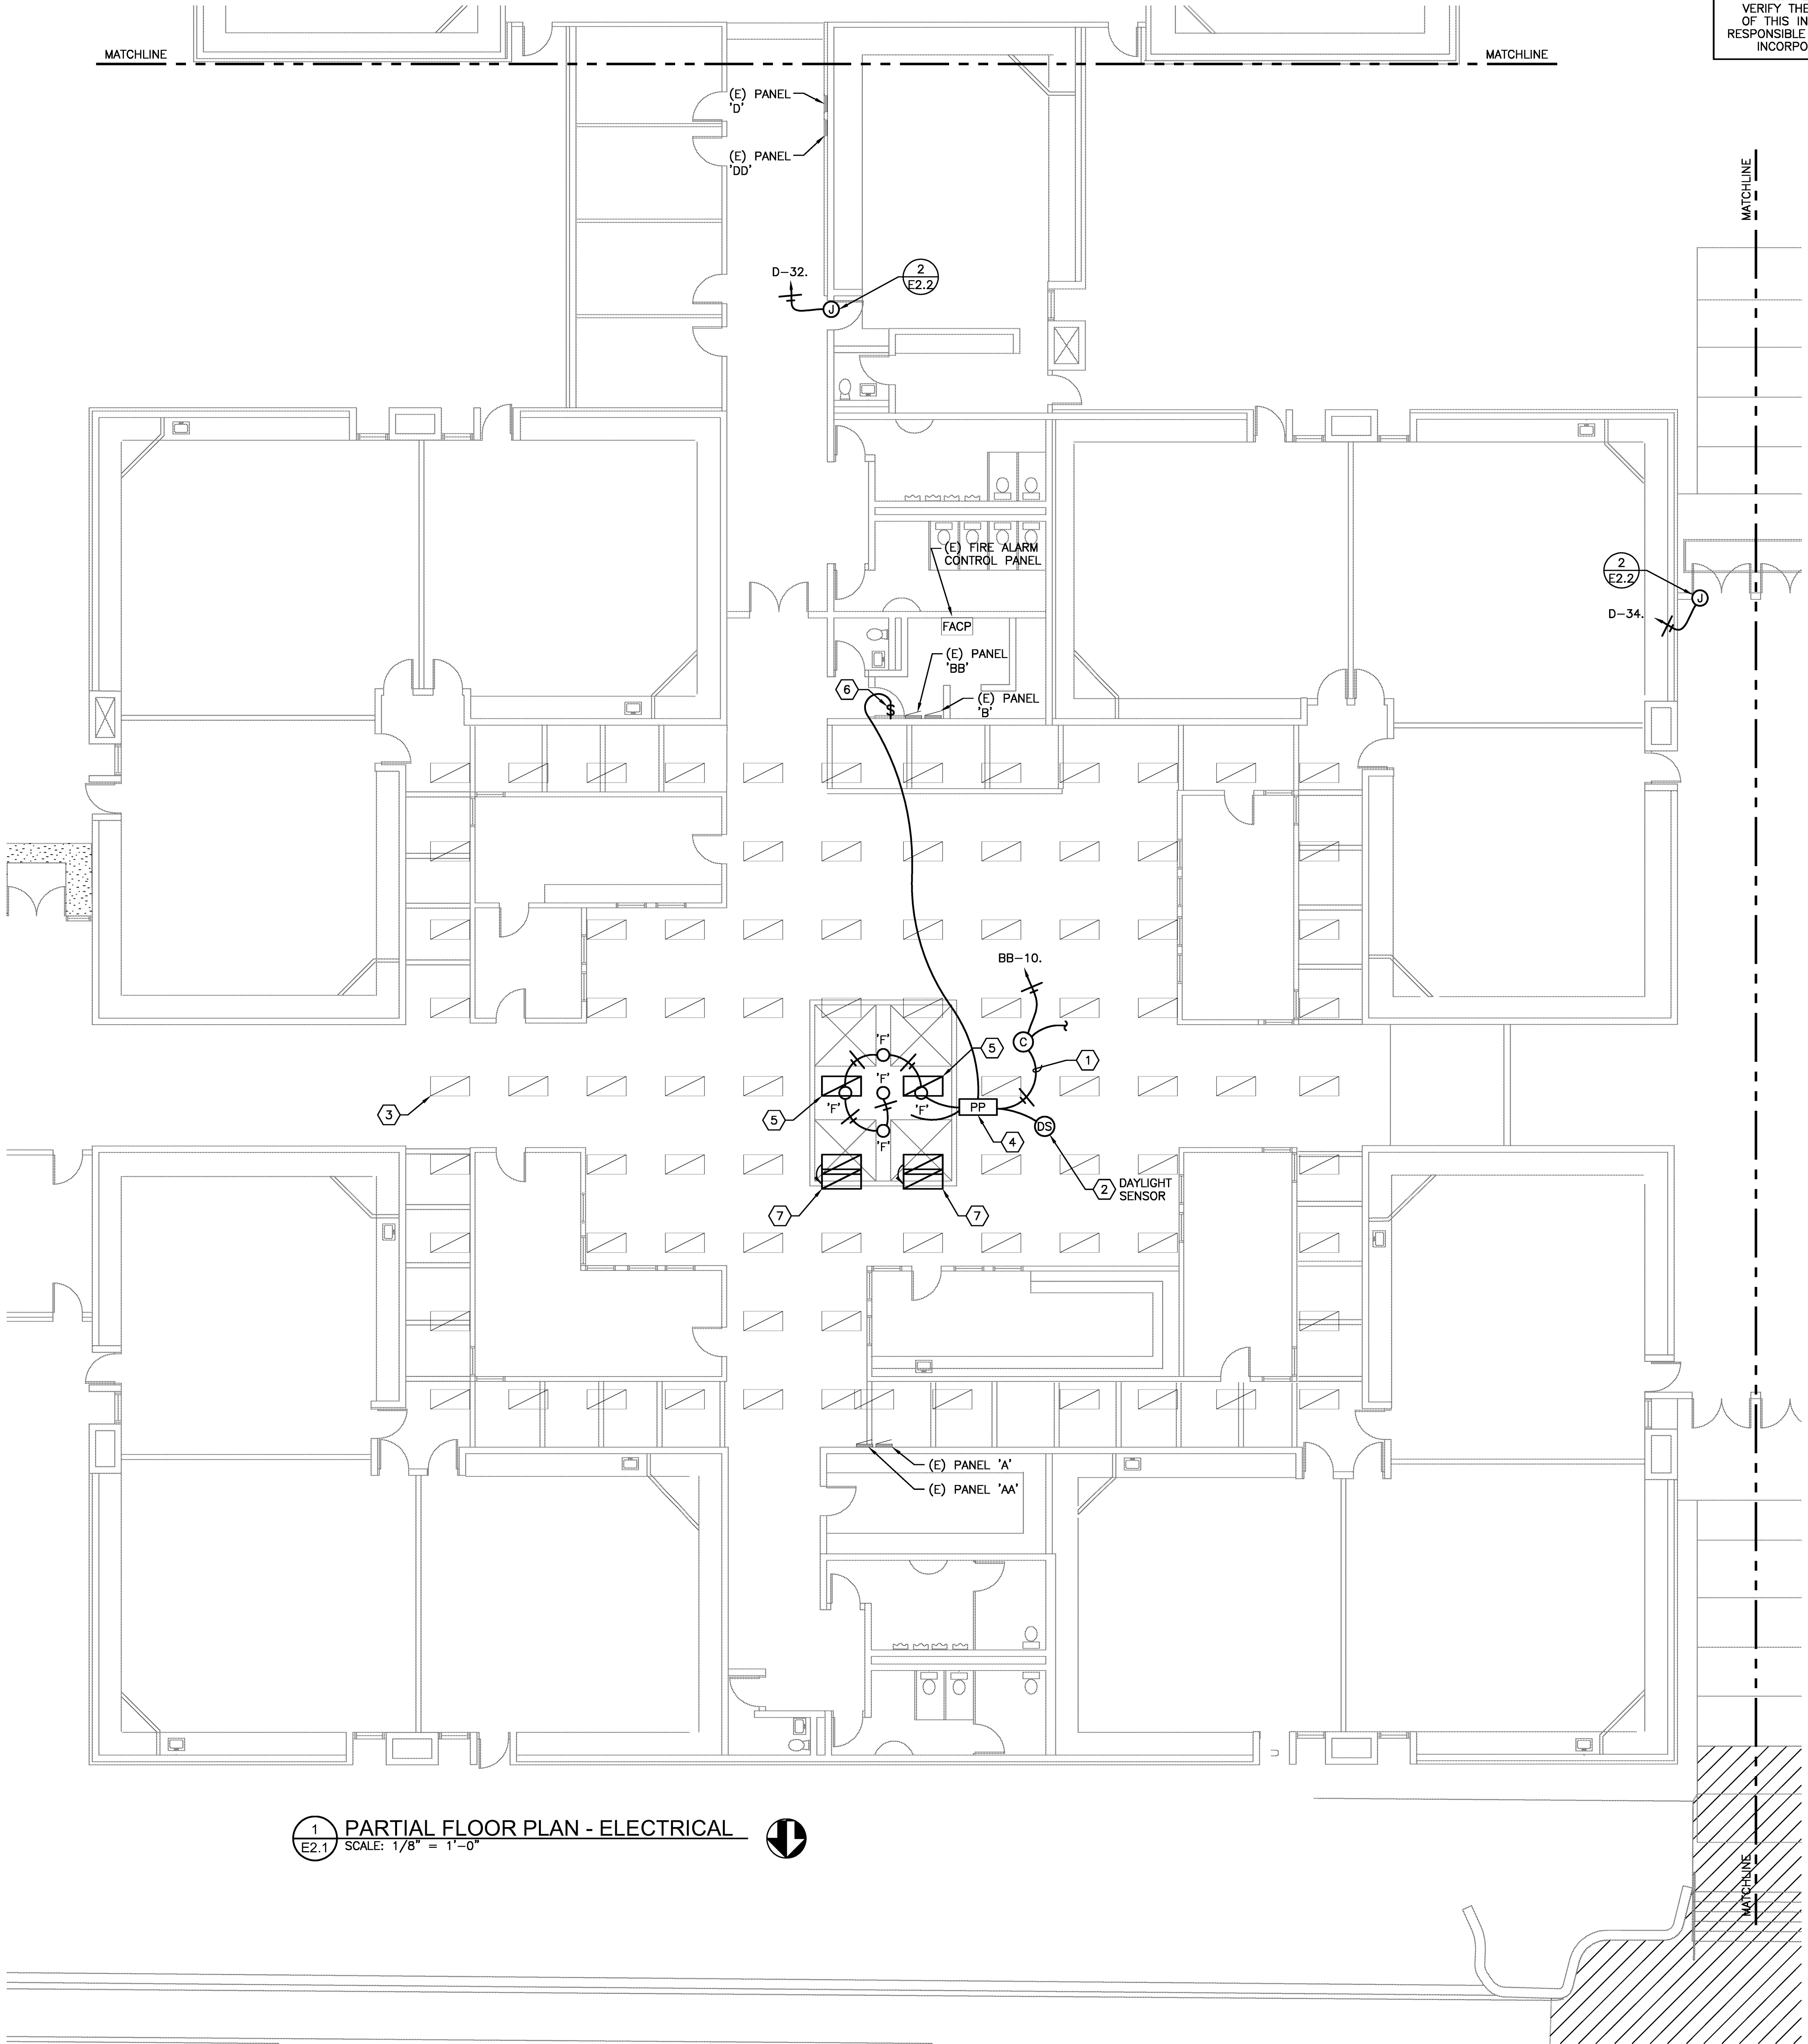 VERIFY THE
OF THIS IN
RESPONSIBLE
INCORPO
MATCHLINE
MATCHLINE
(E) PANEL
'D'
(E) PANEL
'DD'
MATCHLINE
D-32.
2
E2.2
J
(E) FIRE ALARM
CONTROL PANEL
2
E2.2
J
D-34.
FACP
(E) PANEL
'BB'
6
$
(E) PANEL
'B'
BB-10.
C
'F'
5
1
'F'
3
5
'F'
'F'
PP
4
DS
'F'
2
DAYLIGHT
SENSOR
7
7
(E) PANEL 'A'
(E) PANEL 'AA'
1
E2.1
PARTIAL FLOOR PLAN - ELECTRICAL
SCALE: 1/8" = 1'-0"
MATCHLINE